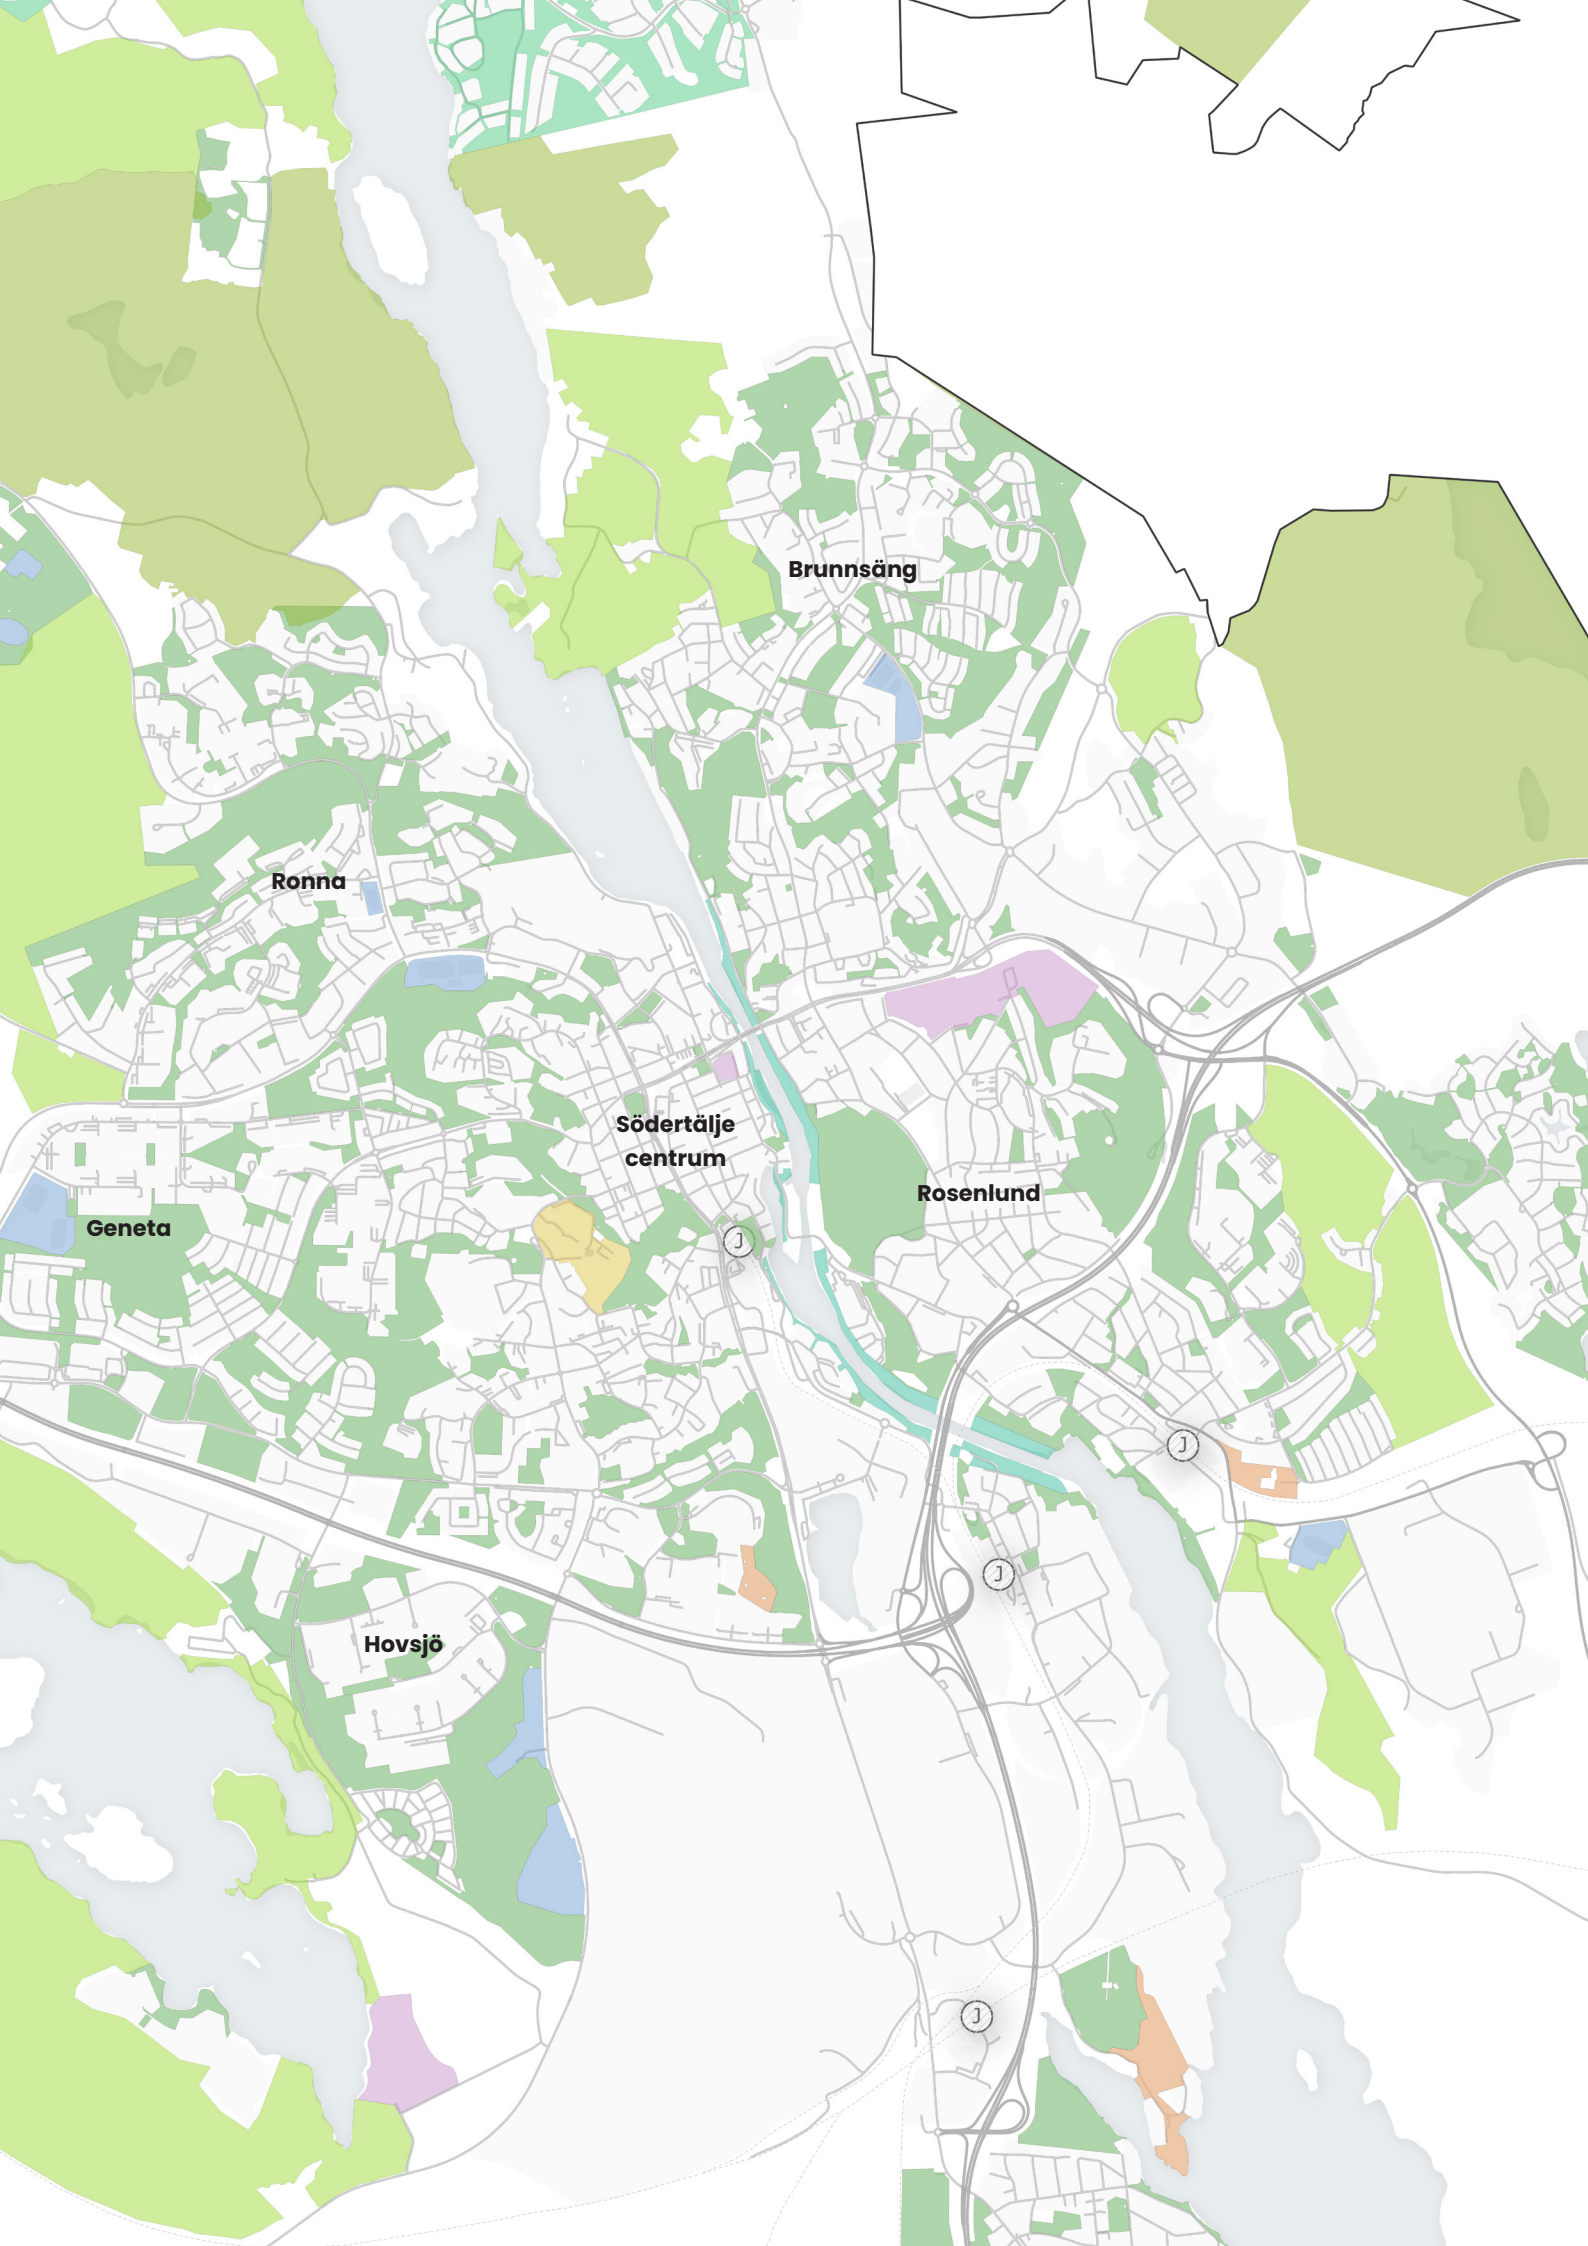 Brunnsäng
Ronna
Södertälje
centrum
Rosenlund
Geneta
J
J
J
Hovsjö
J